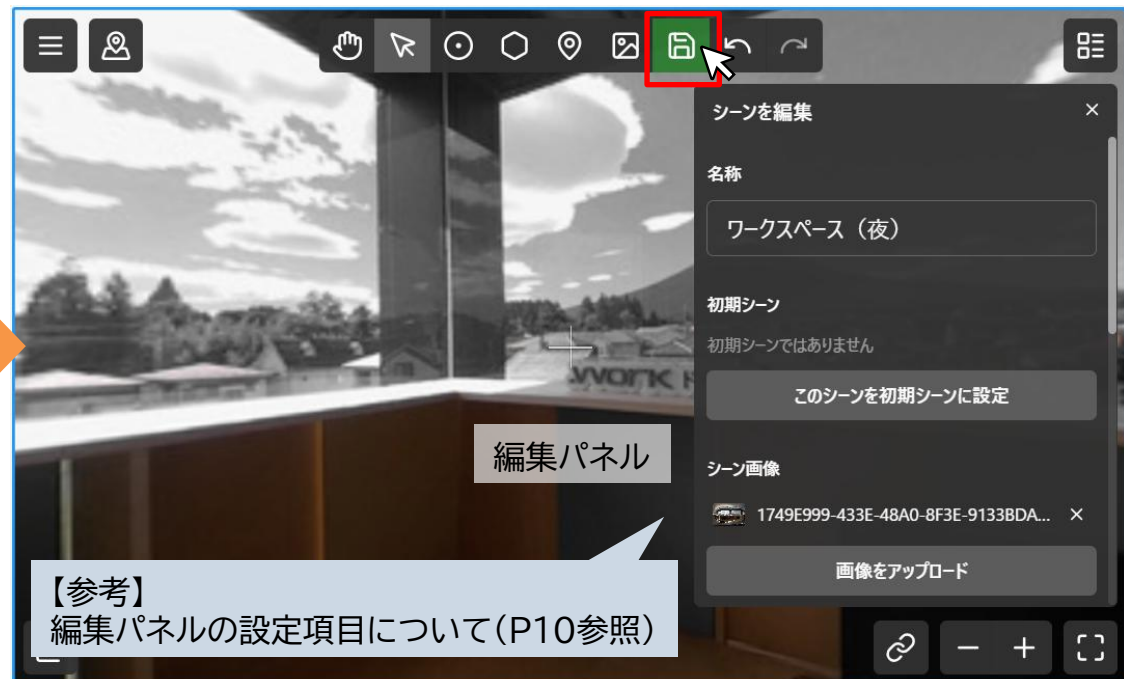 シーンを編集
名称
ワークスペース（夜）
初期シーン
初期シーンではありません
このシーンを初期シーンに設定
シーン画像
1749E999-433E-48A0-8F3E-9133BDA...
画像をアップロード
編集パネル
【参考】
編集パネルの設定項目について(P10参照)
WORK